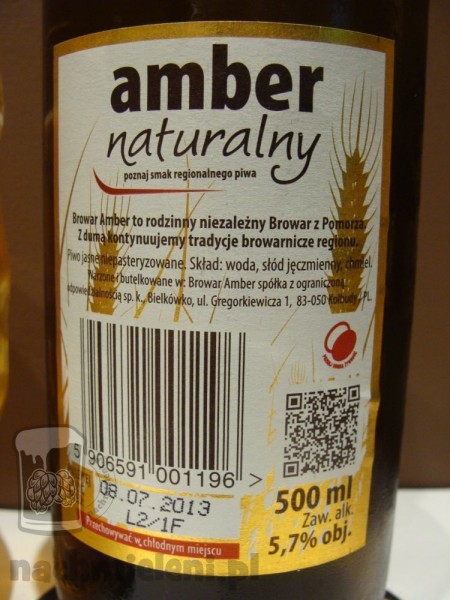 amber
naturalny
poznaj smak regionalnego piwa
Browar Amber to rodzinny niezależny Browar z Pomorza.
Z dumą kontynuujemy tradycje browarnicze regionu.
Piwo jasne niepasteryzowane. Skład: woda, słód jęczmienny, chmiel.
Warzone i butelkowane w: Browar Amber spółka z ograniczoną
odpowiedzialnością sp. k., Bielkówko, ul. Gregorkiewicza 1, 83-050 Kolbudy, PL.
5 906591 001196 >
08.07.2013
L2/1F
Przechowywać w chłodnym miejscu
500 ml
Zaw. alk.
5,7% obj.
nachmieleni.pl